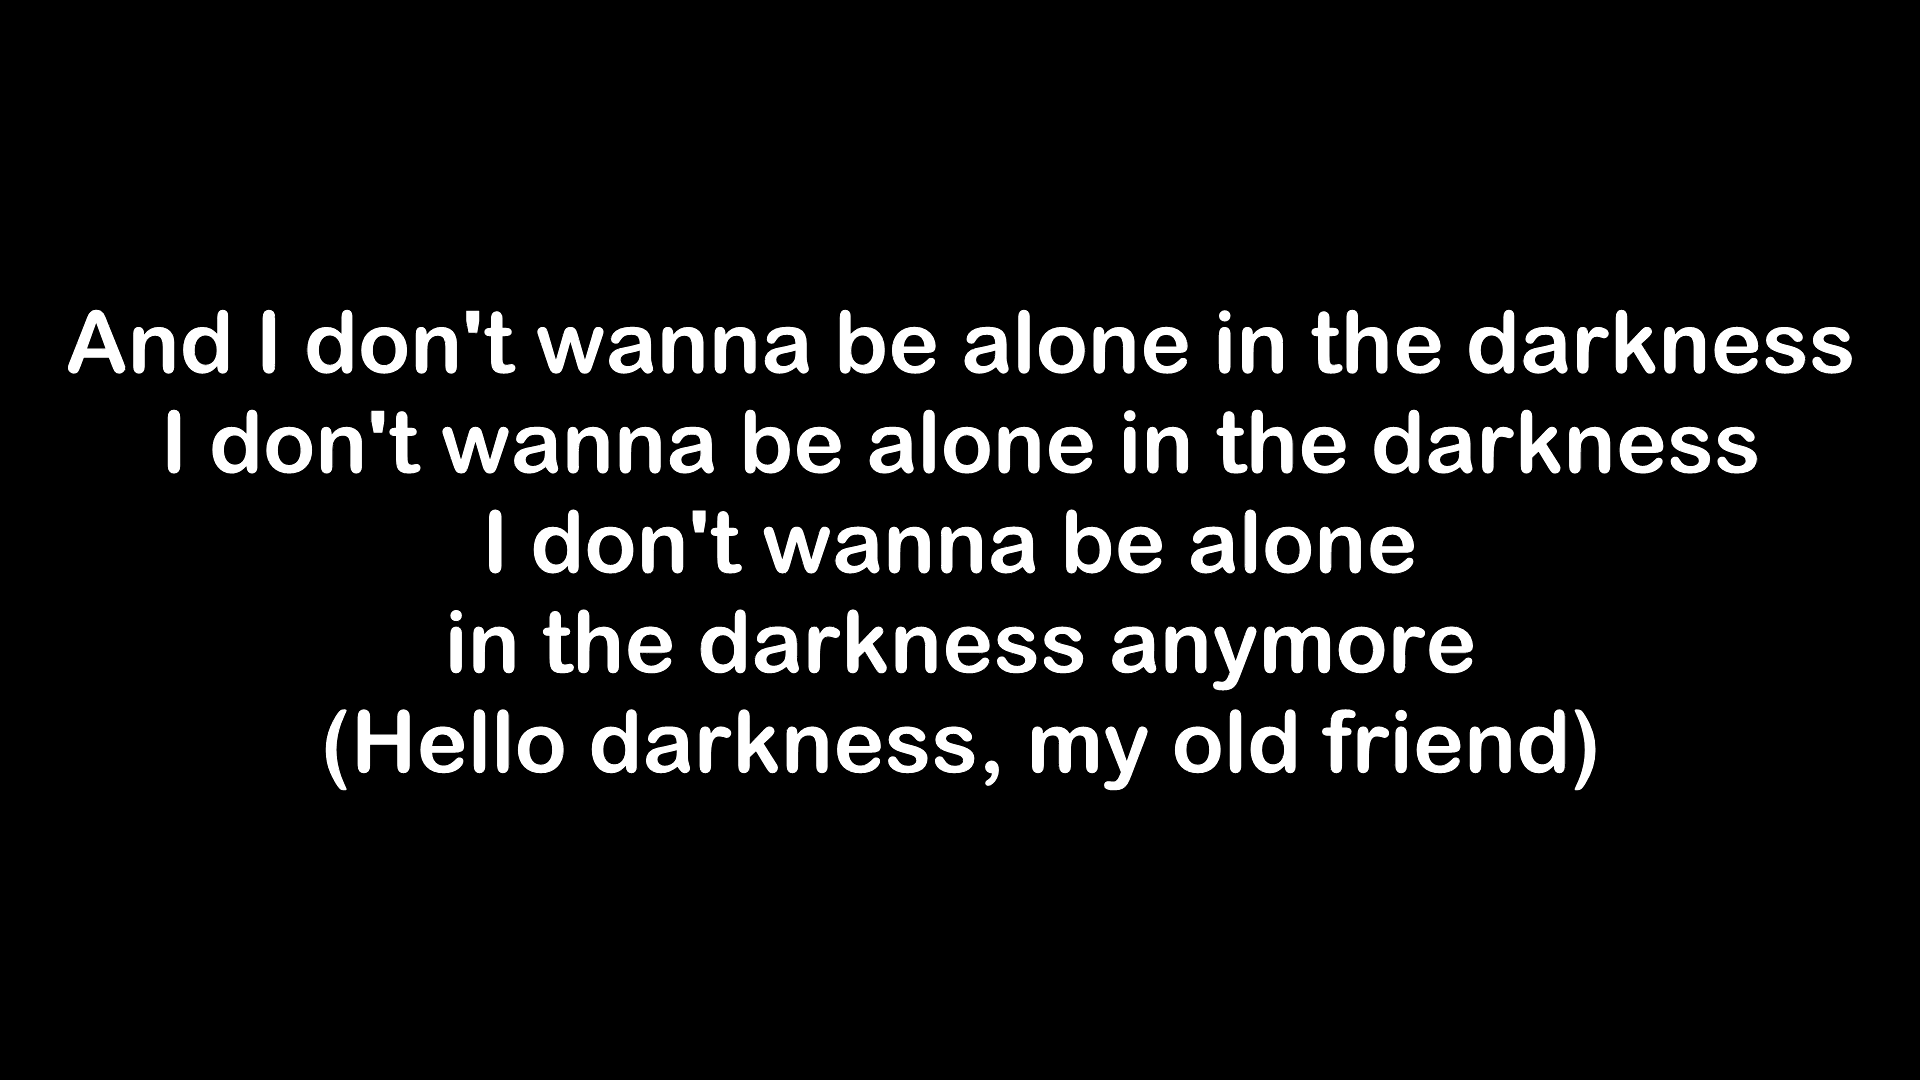 And I don't wanna be alone in the darkness
I don't wanna be alone in the darkness
I don't wanna be alone
in the darkness anymore
(Hello darkness, my old friend)